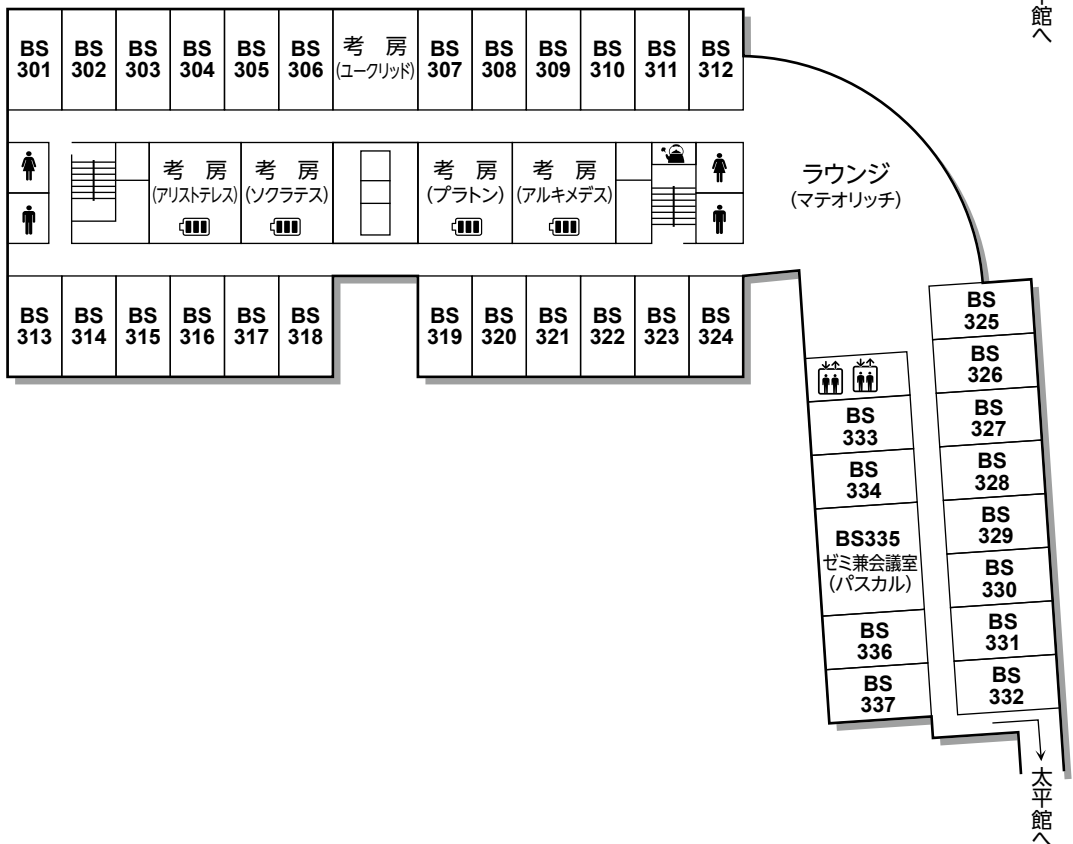 館へ
BS
301
BS
302
BS
303
BS
304
BS
305
BS
306
考 房
(ユークリッド)
BS
307
BS
308
BS
309
BS
310
BS
311
BS
312
考 房
(アリストテレス)
考 房
(ソクラテス)
考 房
(プラトン)
考 房
(アルキメデス)
ラウンジ
(マテオリッチ)
BS
313
BS
314
BS
315
BS
316
BS
317
BS
318
BS
319
BS
320
BS
321
BS
322
BS
323
BS
324
BS
325
BS
326
BS
327
BS
328
BS
329
BS
330
BS
331
BS
332
BS
333
BS
334
BS335
ゼミ兼会議室
(パスカル)
BS
336
BS
337
太平館へ